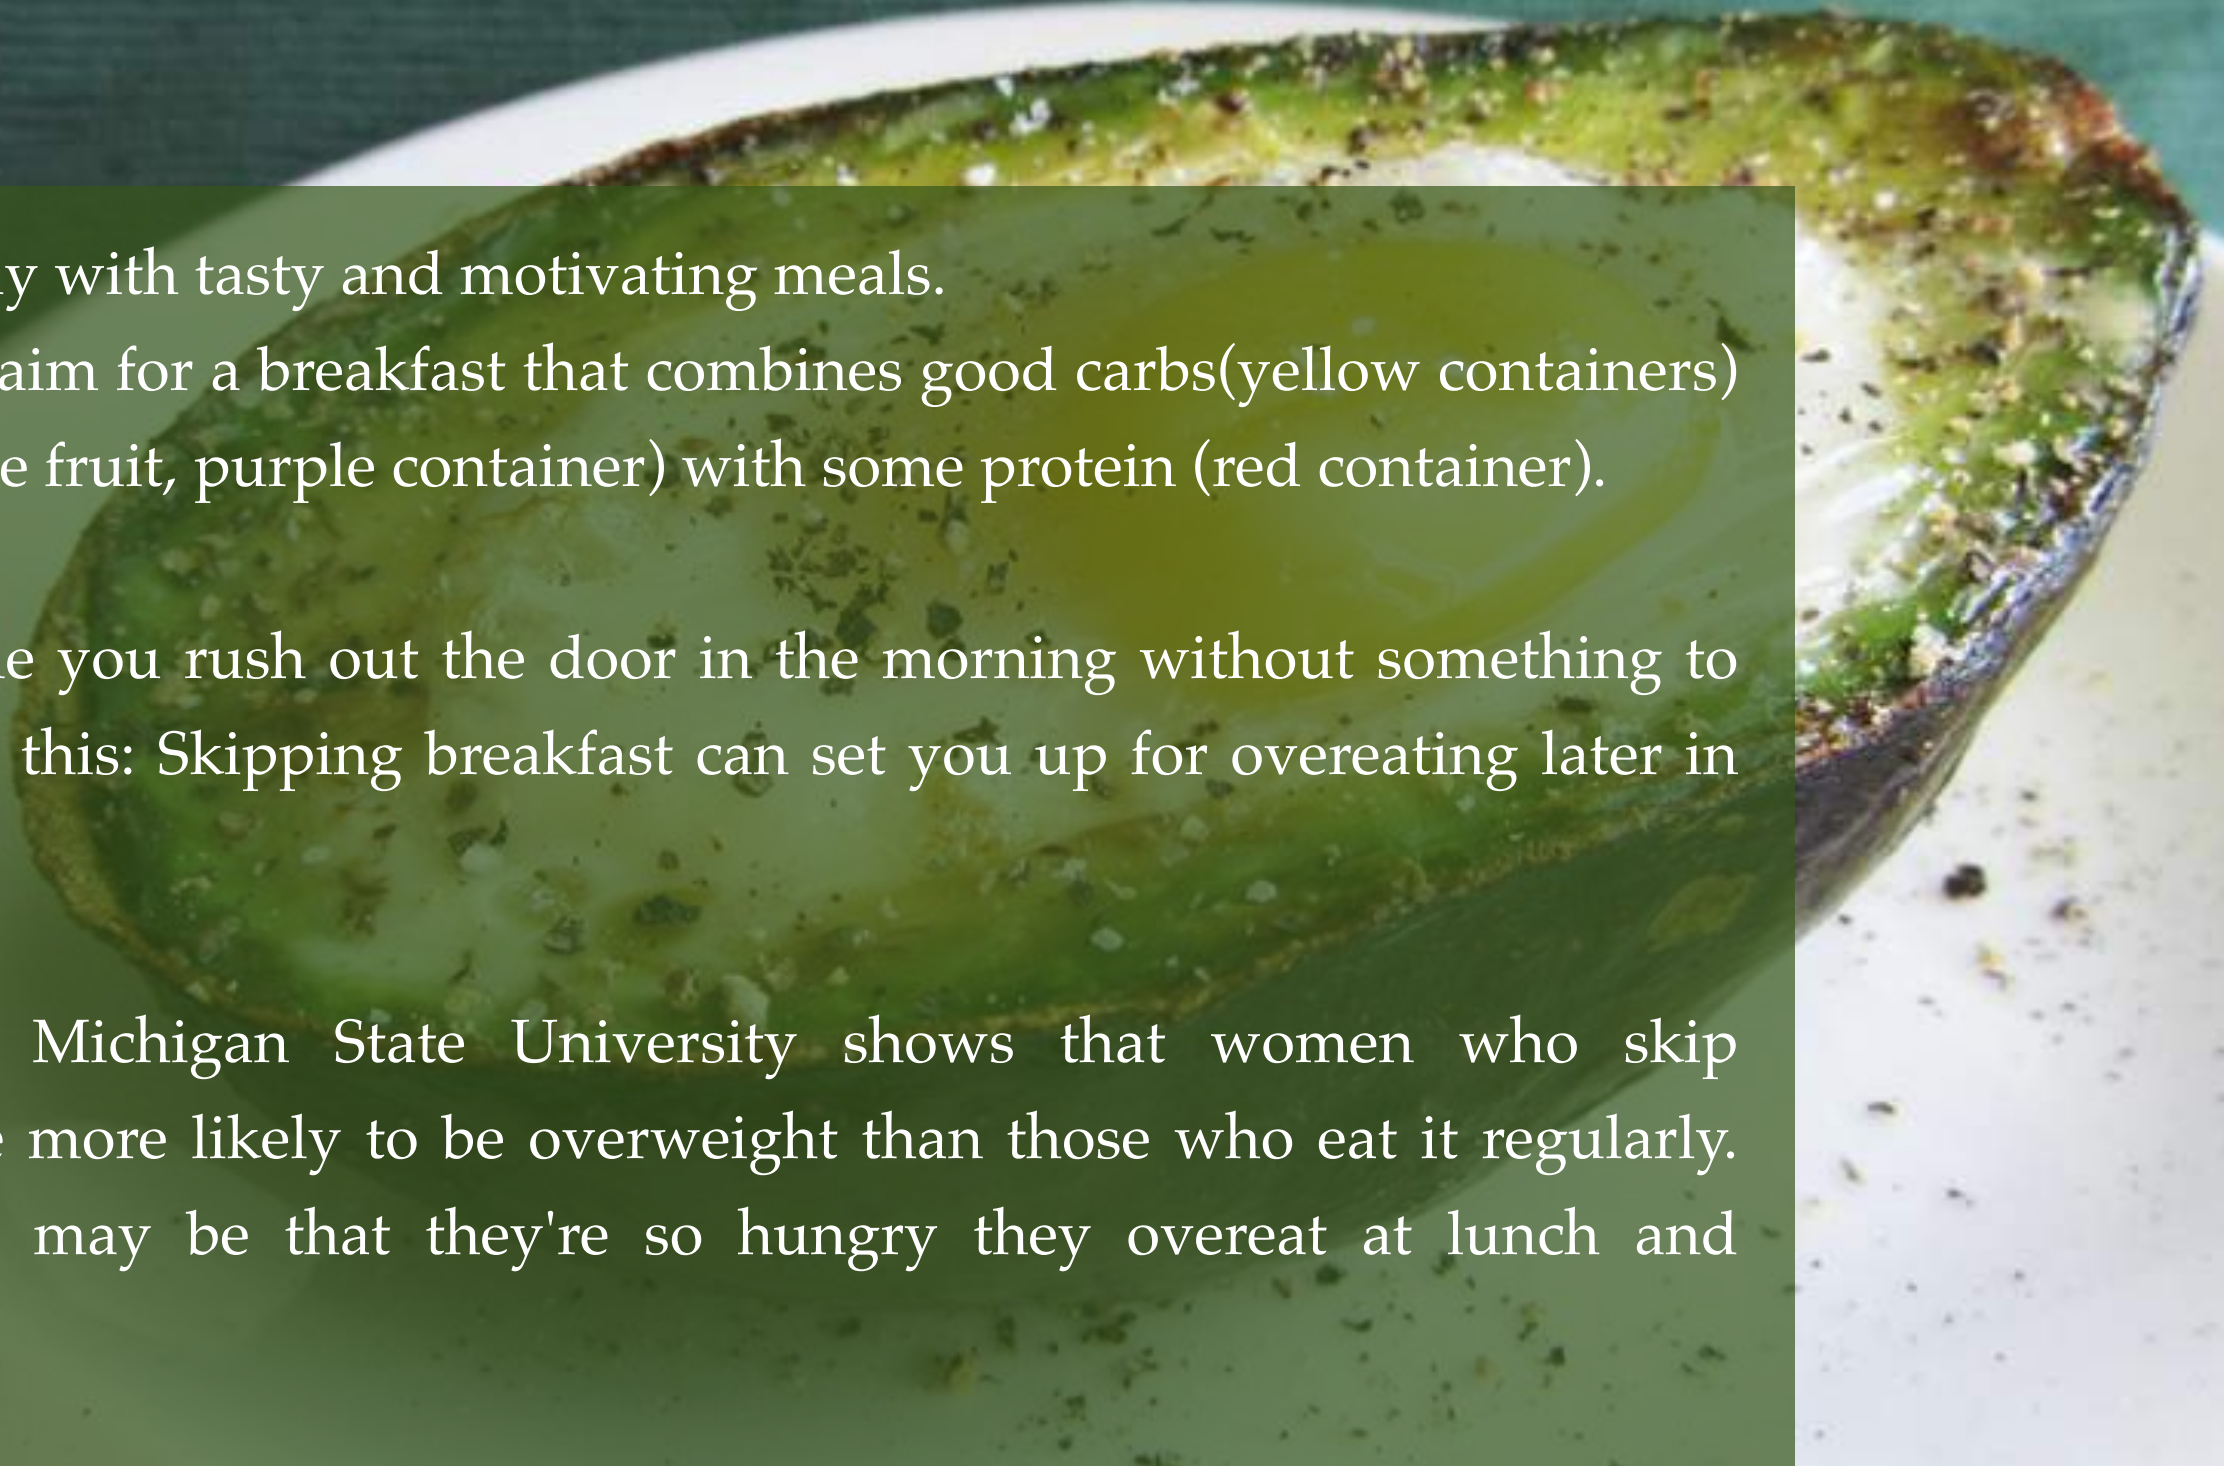 with tasty and motivating meals.
aim for a breakfast that combines good carbs(yellow containers)
fruit, purple container) with some protein (red container).
you rush out the door in the morning without something to
this: Skipping breakfast can set you up for overeating later in
Michigan State University shows that women who skip
more likely to be overweight than those who eat it regularly.
may be that they're so hungry they overeat at lunch and